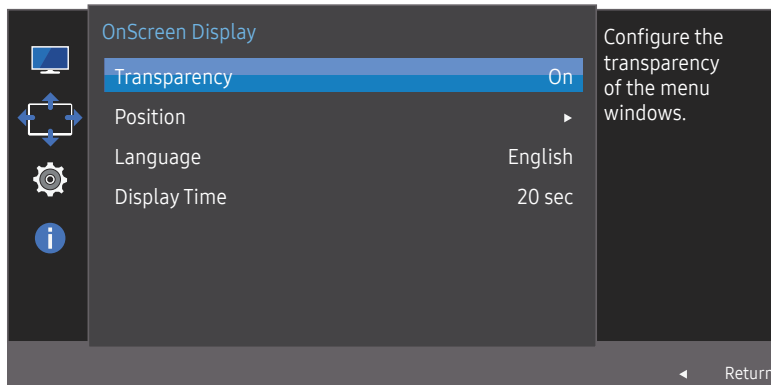 OnScreen Display
Transparency On
Position ▸
Language English
Display Time 20 sec
Configure the
transparency
of the menu
windows.
◂ Return